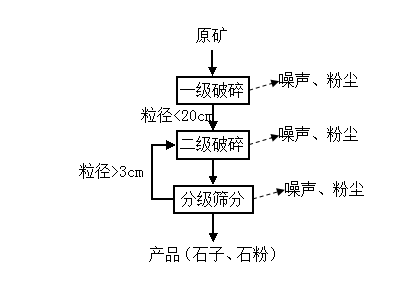 原矿
一级破碎
噪声、粉尘
粒径<20cm
二级破碎
噪声、粉尘
粒径>3cm
分级筛分
噪声、粉尘
产品（石子、石粉）